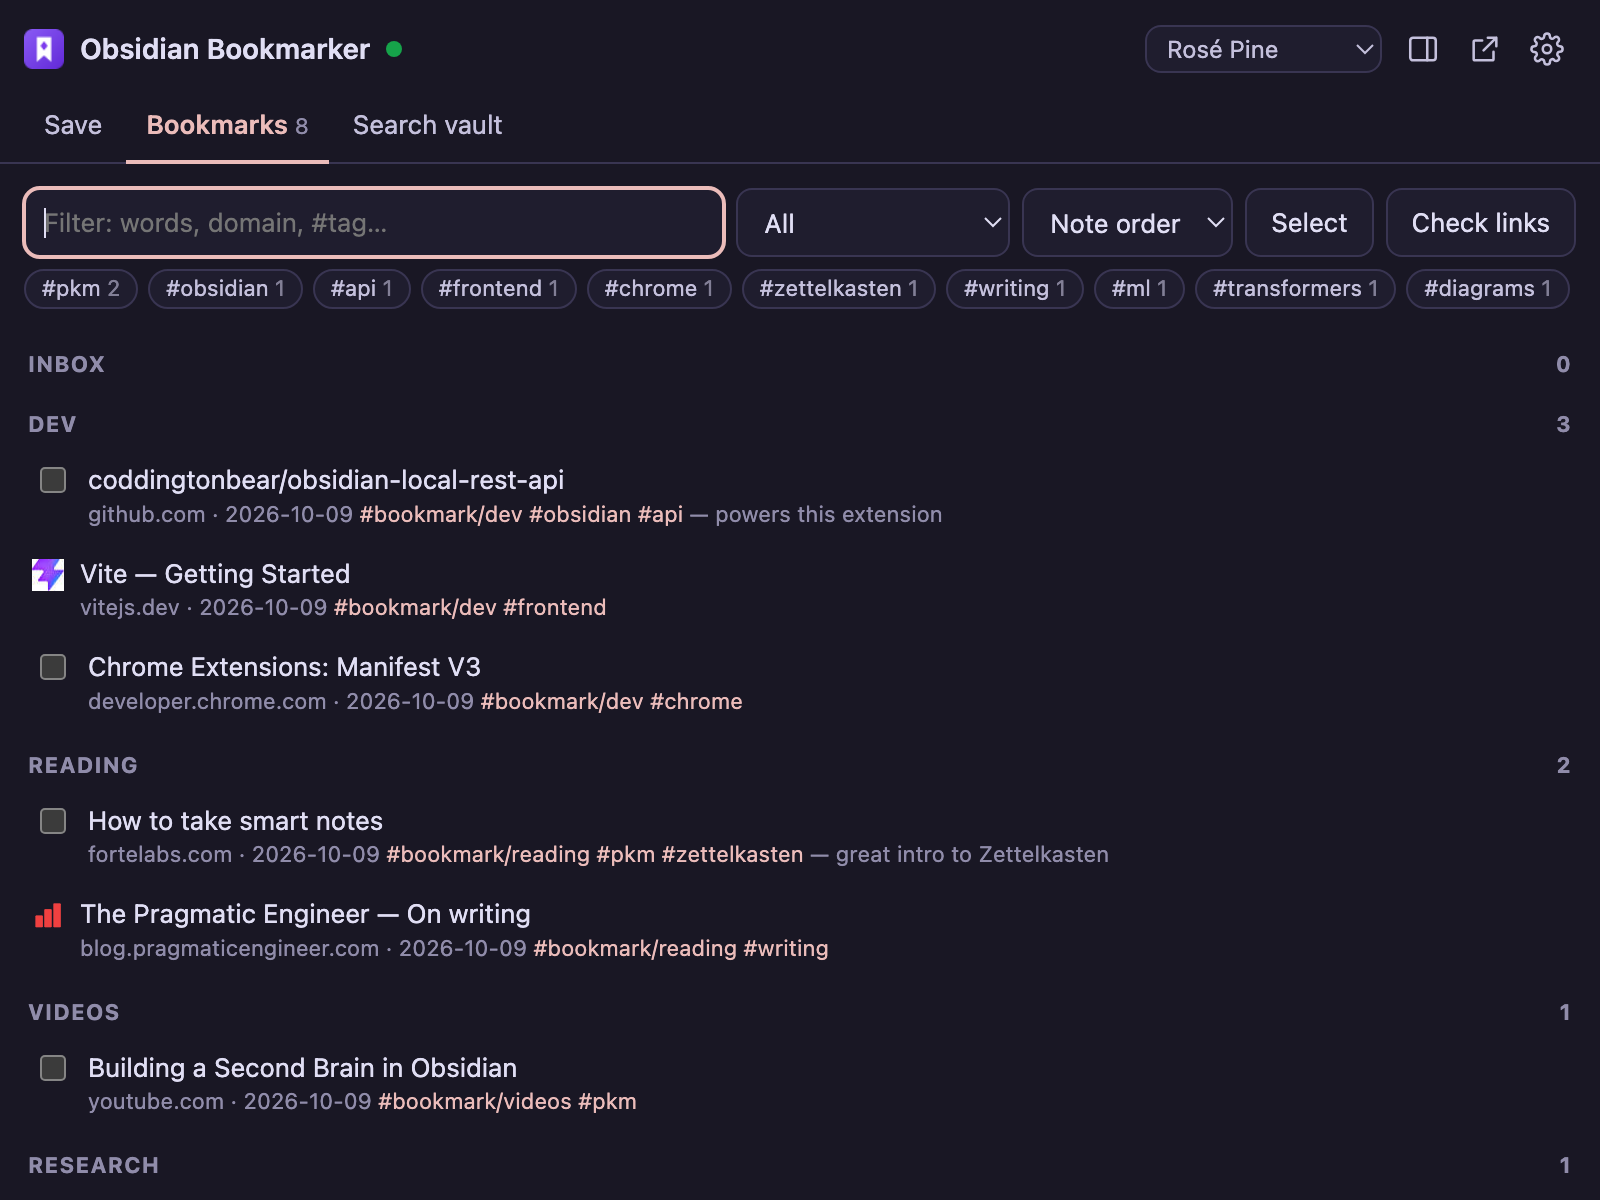 Obsidian Bookmarker
Rosé Pine
Save Bookmarks 8 Search vault
Filter: words, domain, #tag...
All
Note order
Select
Check links
#pkm 2 #obsidian 1 #api 1 #frontend 1 #chrome 1 #zettelkasten 1 #writing 1 #ml 1 #transformers 1 #diagrams 1
INBOX 0
DEV 3
coddingtonbear/obsidian-local-rest-api
github.com · 2026-10-09 #bookmark/dev #obsidian #api — powers this extension
Vite — Getting Started
vitejs.dev · 2026-10-09 #bookmark/dev #frontend
Chrome Extensions: Manifest V3
developer.chrome.com · 2026-10-09 #bookmark/dev #chrome
READING 2
How to take smart notes
fortelabs.com · 2026-10-09 #bookmark/reading #pkm #zettelkasten — great intro to Zettelkasten
The Pragmatic Engineer — On writing
blog.pragmaticengineer.com · 2026-10-09 #bookmark/reading #writing
VIDEOS 1
Building a Second Brain in Obsidian
youtube.com · 2026-10-09 #bookmark/videos #pkm
RESEARCH 1